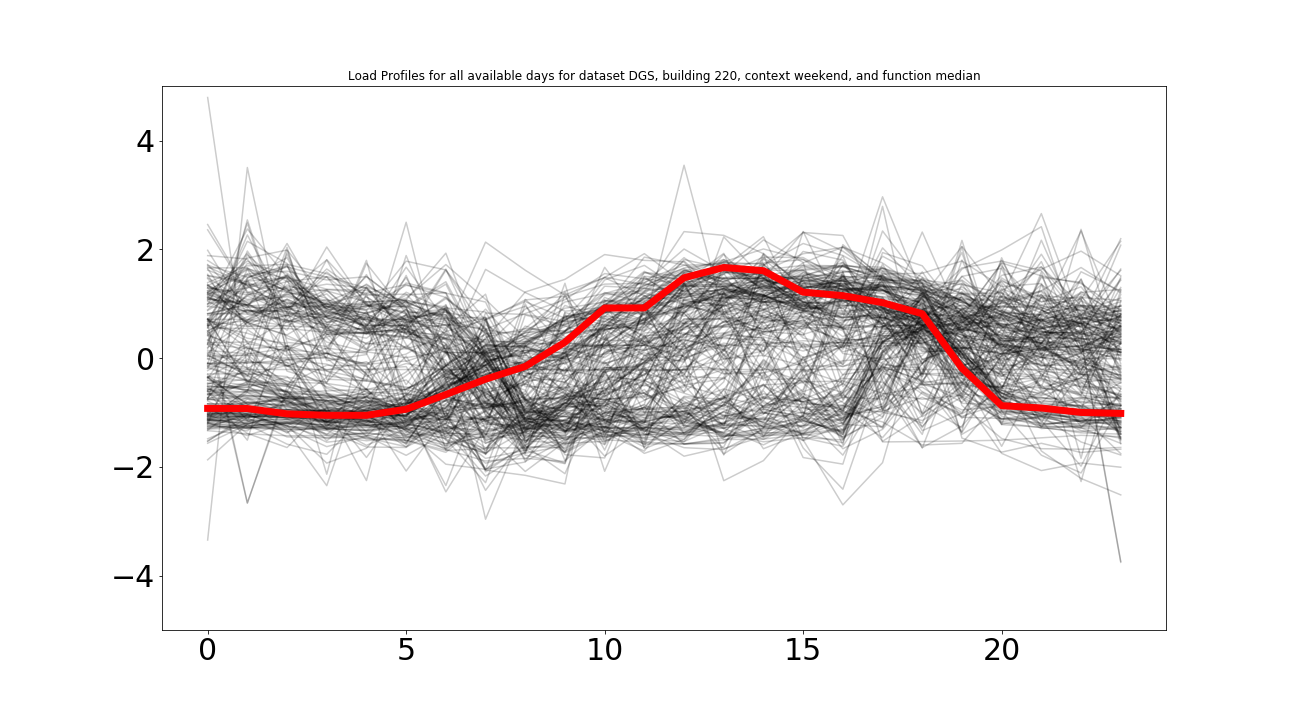 Load Profiles for all available days for dataset DGS, building 220, context weekend, and function median
4
2
0
−2
−4
0 5 10 15 20